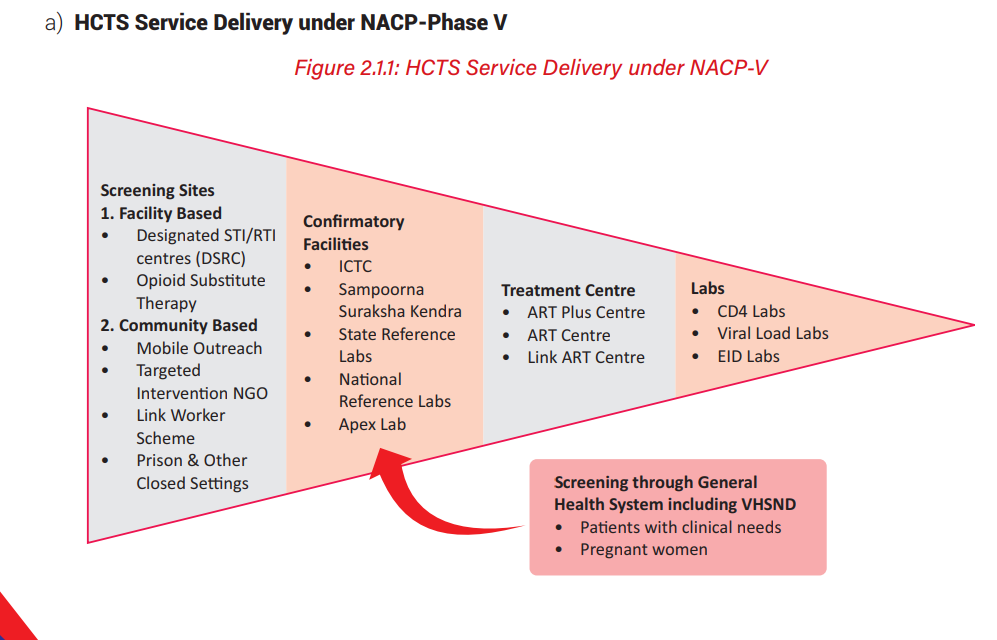 a) HCTS Service Delivery under NACP-Phase V
Figure 2.1.1: HCTS Service Delivery under NACP-V
Screening Sites
1. Facility Based
• Designated STI/RTI
centres (DSRC)
• Opioid Substitute
Therapy
2. Community Based
• Mobile Outreach
• Targeted
Intervention NGO
• Link Worker
Scheme
• Prison & Other
Closed Settings
Confirmatory
Facilities
• ICTC
• Sampoorna
Suraksha Kendra
• State Reference
Labs
• National
Reference Labs
• Apex Lab
Treatment Centre
• ART Plus Centre
• ART Centre
• Link ART Centre
Labs
• CD4 Labs
• Viral Load Labs
• EID Labs
Screening through General
Health System including VHSND
• Patients with clinical needs
• Pregnant women